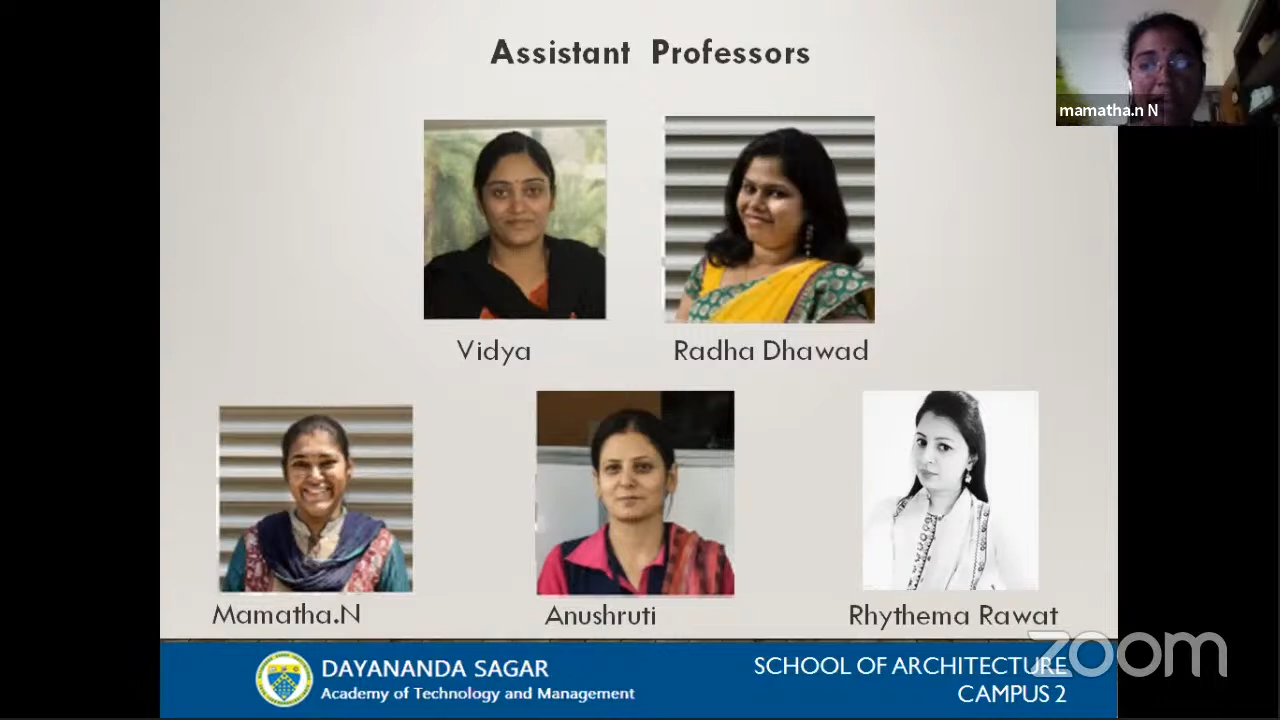 Assistant Professors
mamatha.n N
Vidya
Radha Dhawad
Mamatha.N
Anushruti
Rhythema Rawat
DAYANANDA SAGAR
Academy of Technology and Management
SCHOOL OF ARCHITECTURE
CAMPUS 2
zoom